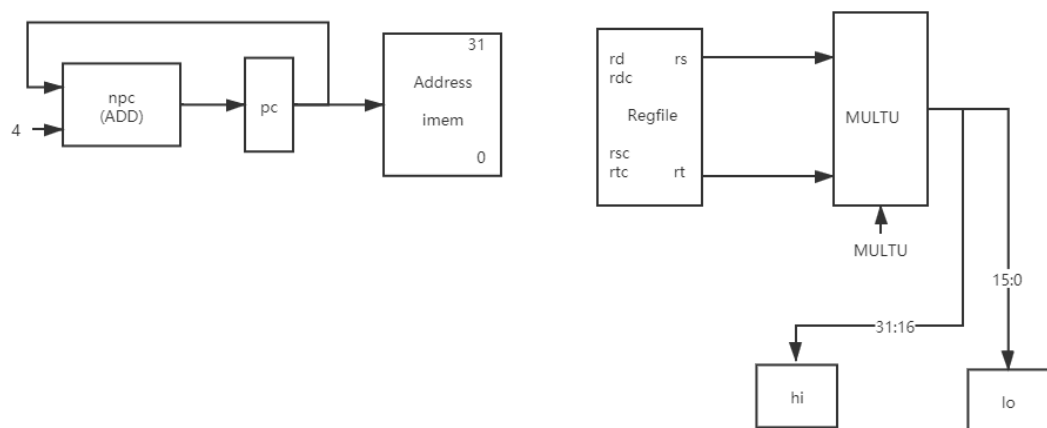 npc
(ADD)
4
pc
31
Address
imem
0
rd rs
rdc
Regfile
rsc
rtc rt
MULTU
MULTU
15:0
31:16
hi
lo